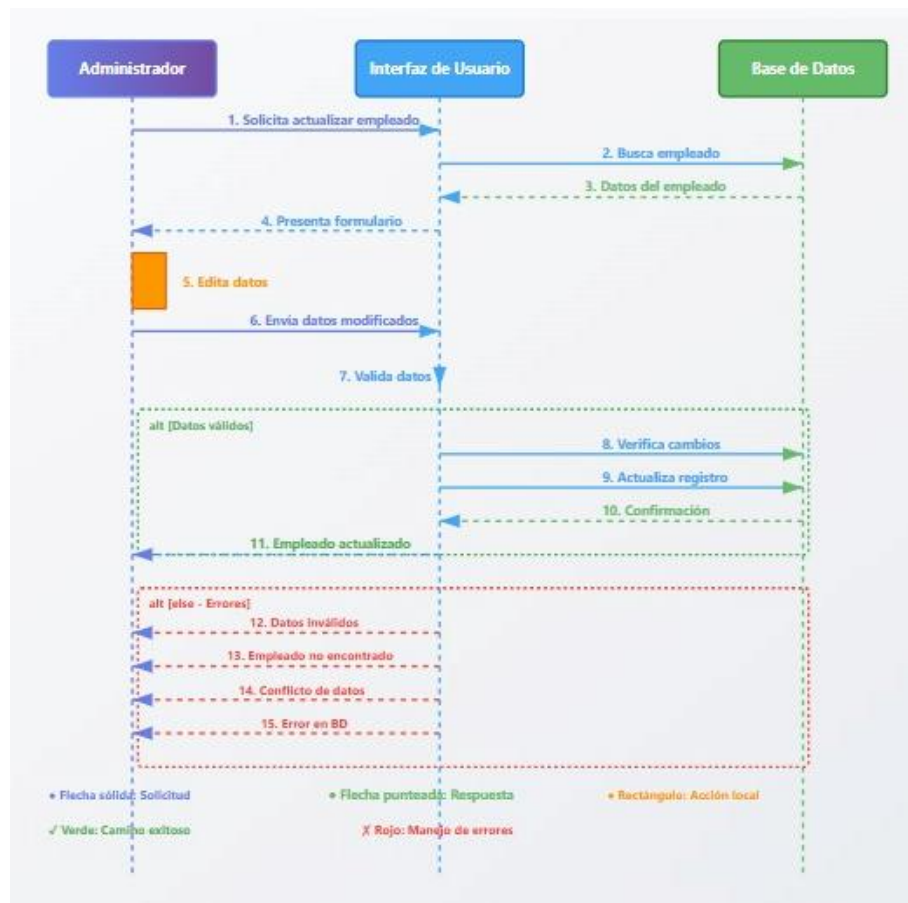 Administrador
Interfaz de Usuario
Base de Datos
1. Solicita actualizar empleado
2. Busca empleado
3. Datos del empleado
4. Presenta formulario
5. Edita datos
6. Envía datos modificados
7. Valida datos
alt [Datos válidos]
8. Verifica cambios
9. Actualiza registro
10. Confirmación
11. Empleado actualizado
alt [else - Errores]
12. Datos inválidos
13. Empleado no encontrado
14. Conflicto de datos
15. Error en BD
• Flecha sólida: Solicitud
• Flecha punteada: Respuesta
• Rectángulo: Acción local
✓ Verde: Camino exitoso
✗ Rojo: Manejo de errores